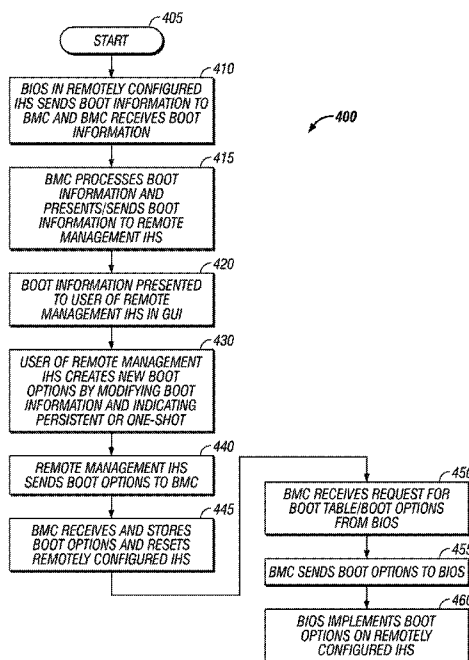 405
START
410
BIOS IN REMOTELY CONFIGURED
IHS SENDS BOOT INFORMATION TO
BMC AND BMC RECEIVES BOOT
INFORMATION
400
415
BMC PROCESSES BOOT
INFORMATION AND
PRESENTS/SENDS BOOT
INFORMATION TO REMOTE
MANAGEMENT IHS
420
BOOT INFORMATION PRESENTED
TO USER OF REMOTE
MANAGEMENT IHS IN GUI
430
USER OF REMOTE MANAGEMENT
IHS CREATES NEW BOOT
OPTIONS BY MODIFYING BOOT
INFORMATION AND INDICATING
PERSISTENT OR ONE-SHOT
440
REMOTE MANAGEMENT IHS
SENDS BOOT OPTIONS TO BMC
445
BMC RECEIVES AND STORES
BOOT OPTIONS AND RESETS
REMOTELY CONFIGURED IHS
450
BMC RECEIVES REQUEST FOR
BOOT TABLE/BOOT OPTIONS
FROM BIOS
455
BMC SENDS BOOT OPTIONS TO BIOS
460
BIOS IMPLEMENTS BOOT
OPTIONS ON REMOTELY
CONFIGURED IHS